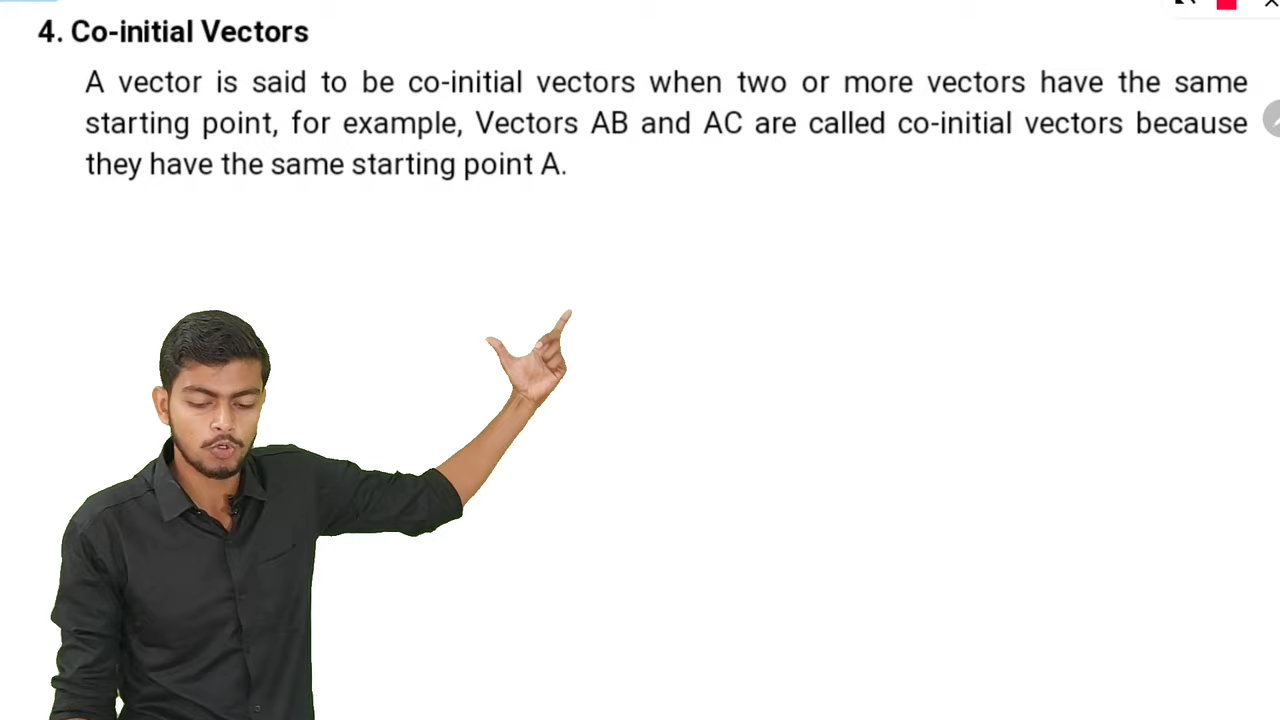 4. Co-initial Vectors
A vector is said to be co-initial vectors when two or more vectors have the same
starting point, for example, Vectors AB and AC are called co-initial vectors because
they have the same starting point A.